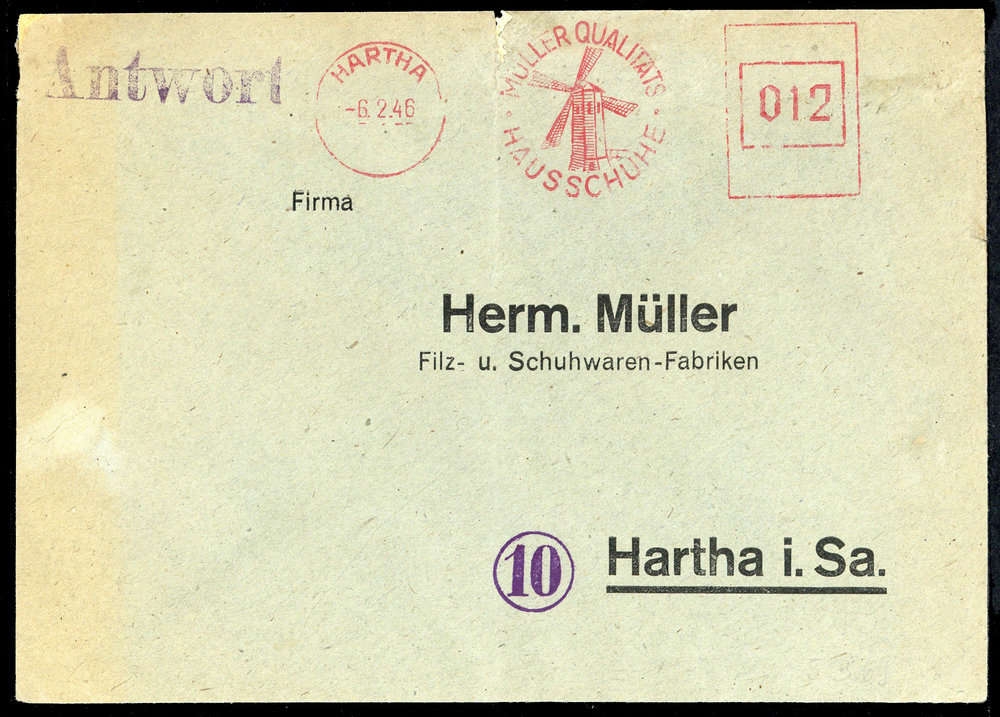 Antwort
HARTHA
-6.2.46
MÜLLER QUALITÄTS
· HAUSSCHUHE ·
012
Firma
Herm. Müller
Filz- u. Schuhwaren-Fabriken
10
Hartha i. Sa.